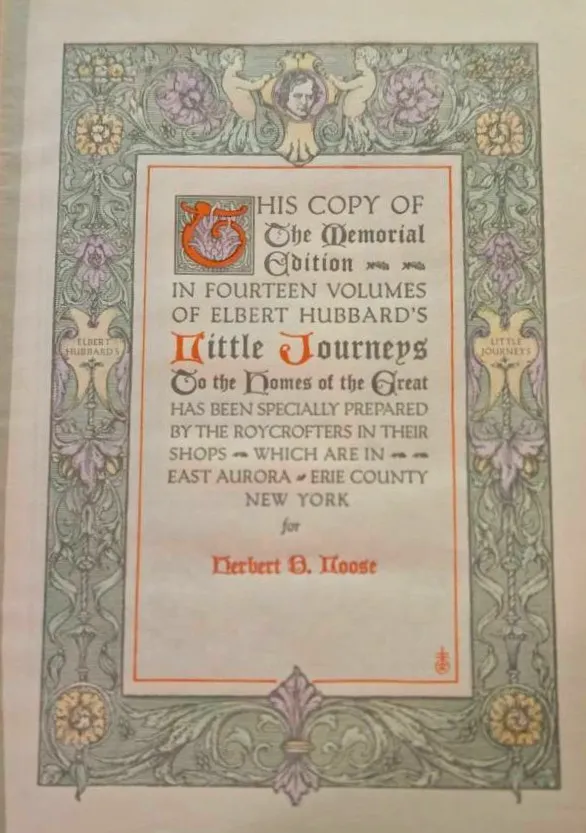 THIS COPY OF
The Memorial
Edition
IN FOURTEEN VOLUMES
OF ELBERT HUBBARD'S
Little Journeys
To the Homes of the Great
HAS BEEN SPECIALLY PREPARED
BY THE ROYCROFTERS IN THEIR
SHOPS WHICH ARE IN
EAST AURORA ERIE COUNTY
NEW YORK
for
Herbert Loose
ELBERT
HUBBARD'S
LITTLE
JOURNEYS